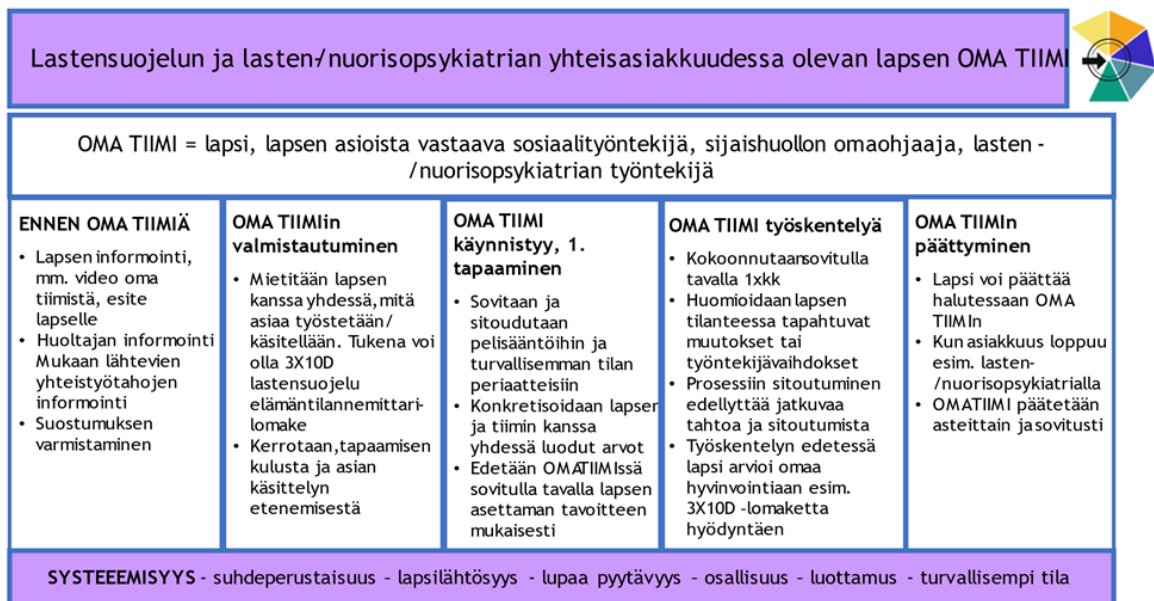 Lastensuojelun ja lasten-/nuorisopsykiatrian yhteisasiakkuudessa olevan lapsen OMA TIIMI
OMA TIIMI = lapsi, lapsen asioista vastaava sosiaalityöntekijä, sijaishuollon omaohjaaja, lasten -
/nuorisopsykiatrian työntekijä
ENNEN OMA TIIMIÄ
• Lapsen informointi,
mm. video oma
tiimistä, esite
lapselle
• Huoltajan informointi
Mukaan lähtevien
yhteistyötahojen
informointi
• Suostumuksen
varmistaminen
OMA TIIMIin
valmistautuminen
• Mietitään lapsen
kanssa yhdessä, mitä
asiaa työstetään/
käsitellään. Tukena voi
olla 3X10D
lastensuojelu
elämäntilannemittari-
lomake
• Kerrotaan,tapaamisen
kulusta ja asian
käsittelyn
etenemisestä
OMA TIIMI
käynnistyy, 1.
tapaaminen
• Sovitaan ja
sitoudutaan
pelisääntöihin ja
turvallisemman tilan
periaatteisiin
• Konkretisoidaan lapsen
ja tiimin kanssa
yhdessä luodut arvot
• Edetään OMATIIMIssä
sovitulla tavalla lapsen
asettaman tavoitteen
mukaisesti
OMA TIIMI työskentelyä
• Kokoonnutaansovitulla
tavalla 1xkk
• Huomioidaan lapsen
tilanteessa tapahtuvat
muutokset tai
työntekijävaihdokset
• Prosessiin sitoutuminen
edellyttää jatkuvaa
tahtoa ja sitoutumista
• Työskentelyn edetessä
lapsi arvioi omaa
hyvinvointiaan esim.
3X10D –lomaketta
hyödyntäen
OMA TIIMIn
päättyminen
• Lapsi voi päättää
halutessaan OMA
TIIMIn
• Kun asiakkuus loppuu
esim. lasten-
/nuorisopsykiatrialla
• OMATIIMI päätetään
asteittain ja sovitusti
SYSTEEEMISYYS - suhdeperustaisuus – lapsilähtösyys - lupaa pyytävyys – osallisuus – luottamus - turvallisempi tila